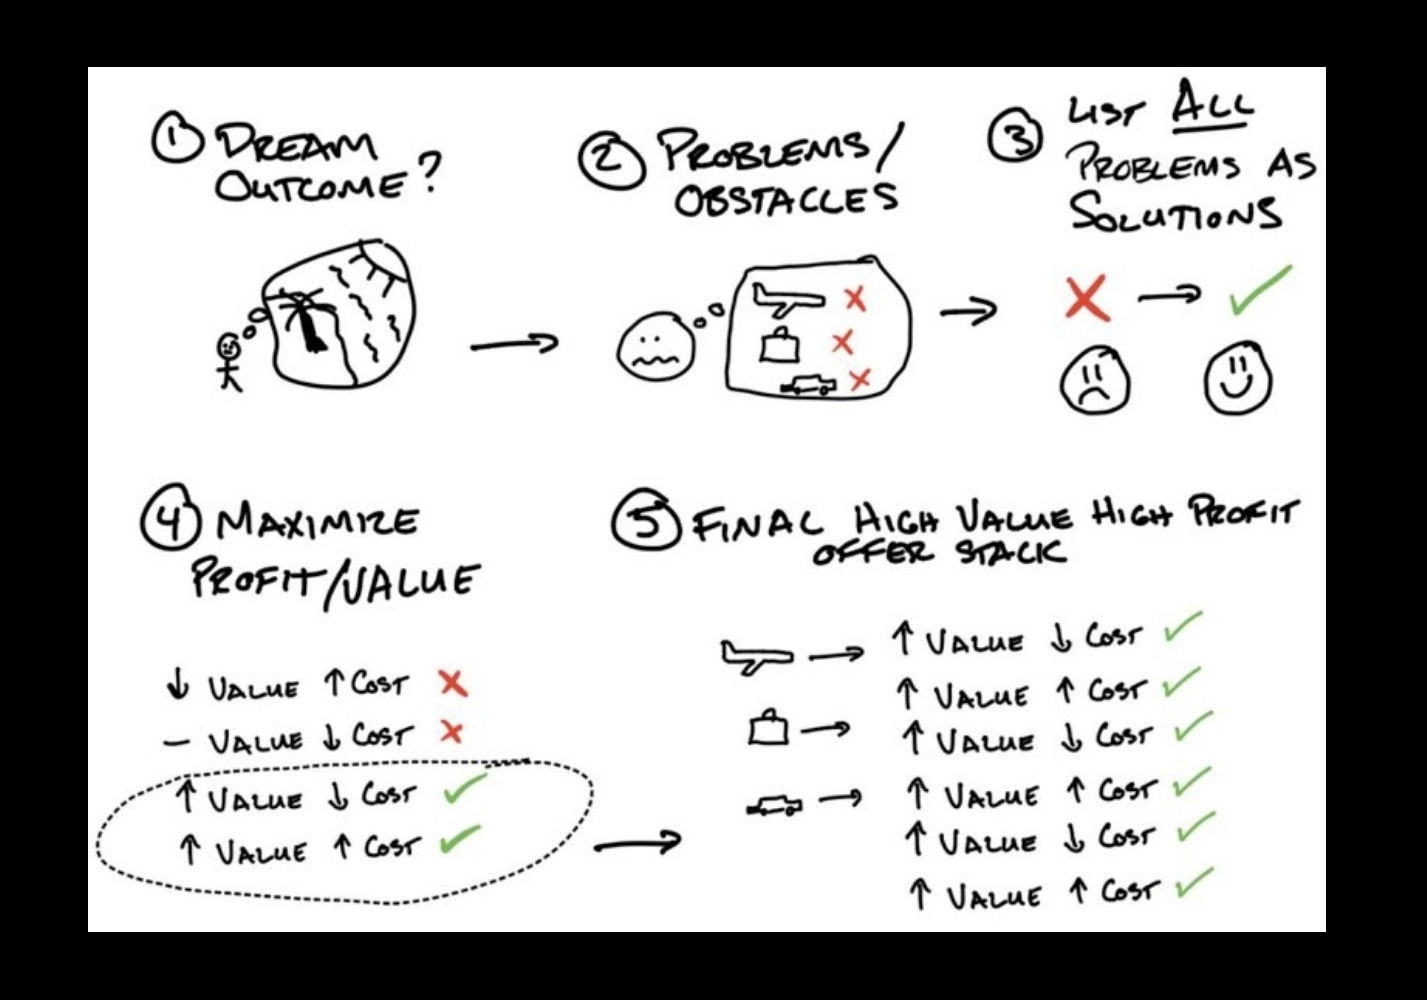 1 DREAM
OUTCOME?
2 PROBLEMS/
OBSTACLES
3 LIST ALL
PROBLEMS AS
SOLUTIONS
4 MAXIMIZE
PROFIT/VALUE
↓ VALUE ↑ COST ✗
– VALUE ↓ COST ✗
↑ VALUE ↓ COST ✓
↑ VALUE ↑ COST ✓
5 FINAL HIGH VALUE HIGH PROFIT
OFFER STACK
↑ VALUE ↓ COST ✓
↑ VALUE ↑ COST ✓
↑ VALUE ↓ COST ✓
↑ VALUE ↑ COST ✓
↑ VALUE ↓ COST ✓
↑ VALUE ↑ COST ✓